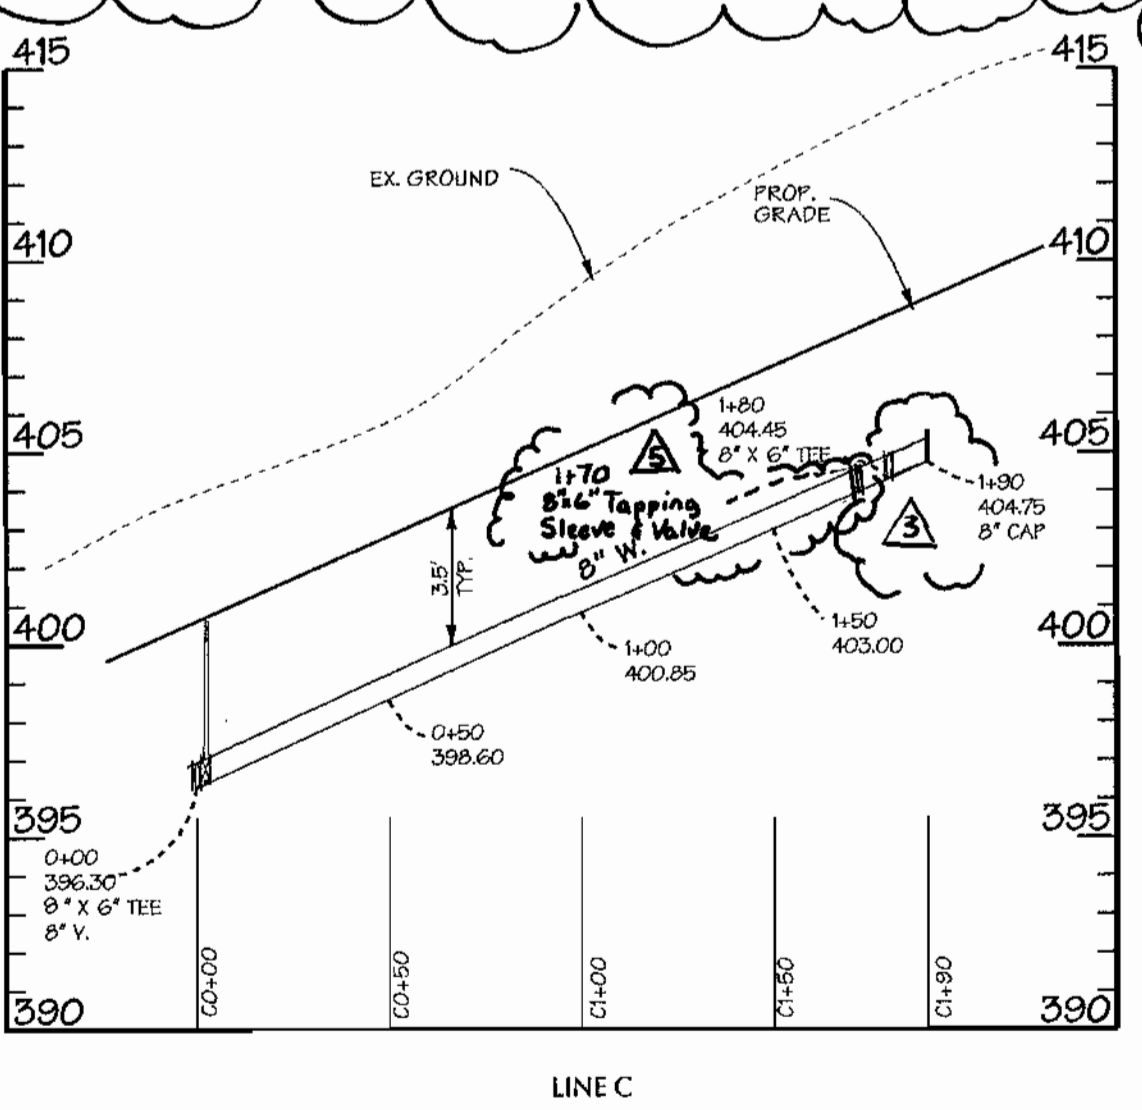 415
415
EX. GROUND
PROP.
GRADE
410
410
405
405
1+80
404.45
8" X 6" TEE
5
1+70
8"x6" Tapping
Sleeve & Valve
8" W.
1+90
404.75
8" CAP
3
3.5'
TYP.
400
400
1+50
403.00
1+00
400.85
0+50
398.60
395
395
0+00
396.30
8" X 6" TEE
8" V.
C0+00
C0+50
C1+00
C1+50
C1+90
390
390
LINE C